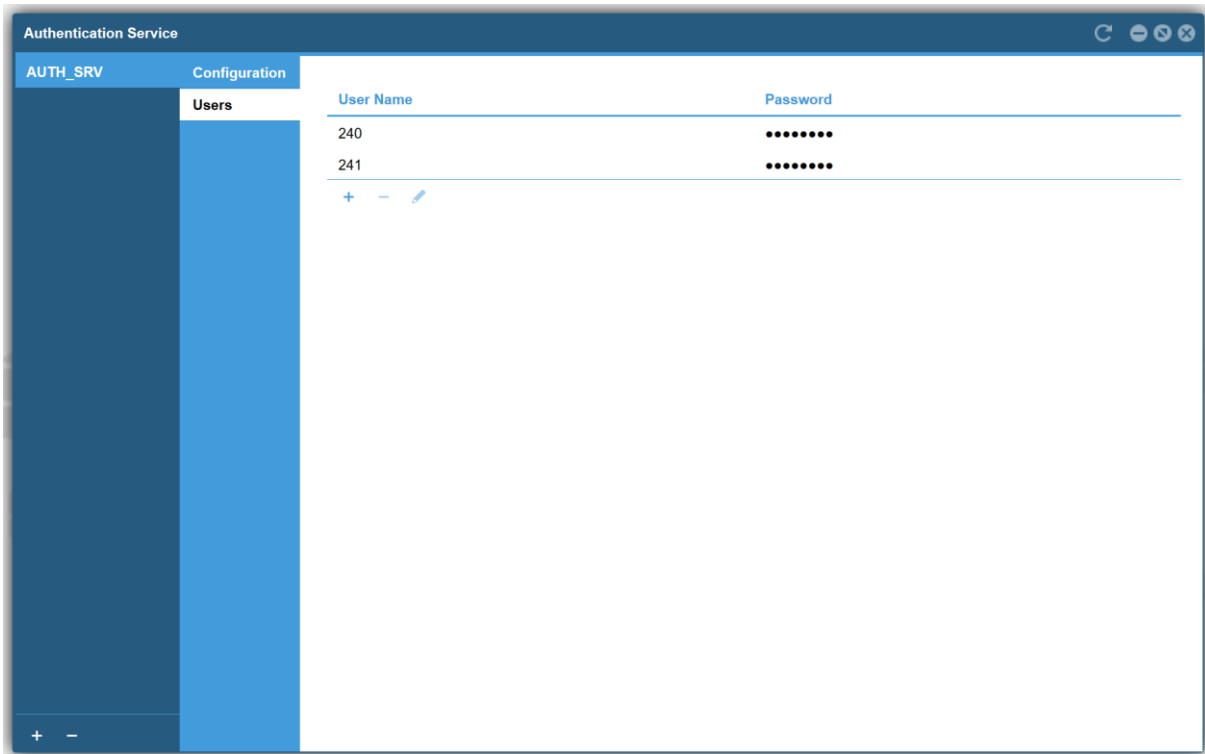 Authentication Service
AUTH_SRV
Configuration
Users
User Name Password
240 ••••••••
241 ••••••••